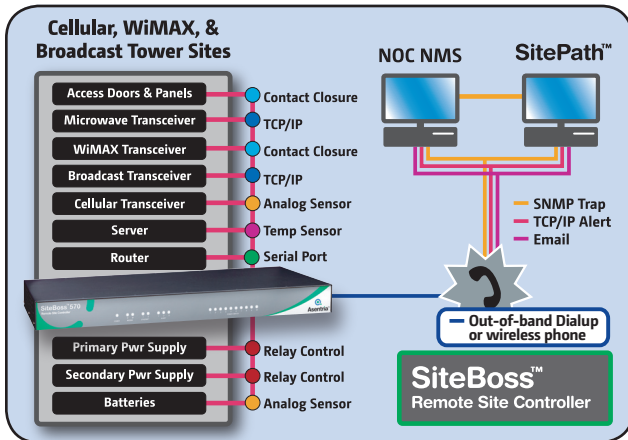 Cellular, WiMAX, &
Broadcast Tower Sites
Access Doors & Panels
Contact Closure
Microwave Transceiver
TCP/IP
WiMAX Transceiver
Contact Closure
Broadcast Transceiver
TCP/IP
Cellular Transceiver
Analog Sensor
Server
Temp Sensor
Router
Serial Port
SiteBoss 570
Remote Site Controller
Asentria
Primary Pwr Supply
Relay Control
Secondary Pwr Supply
Relay Control
Batteries
Analog Sensor
NOC NMS
SitePath™
SNMP Trap
TCP/IP Alert
Email
Out-of-band Dialup
or wireless phone
SiteBoss™
Remote Site Controller